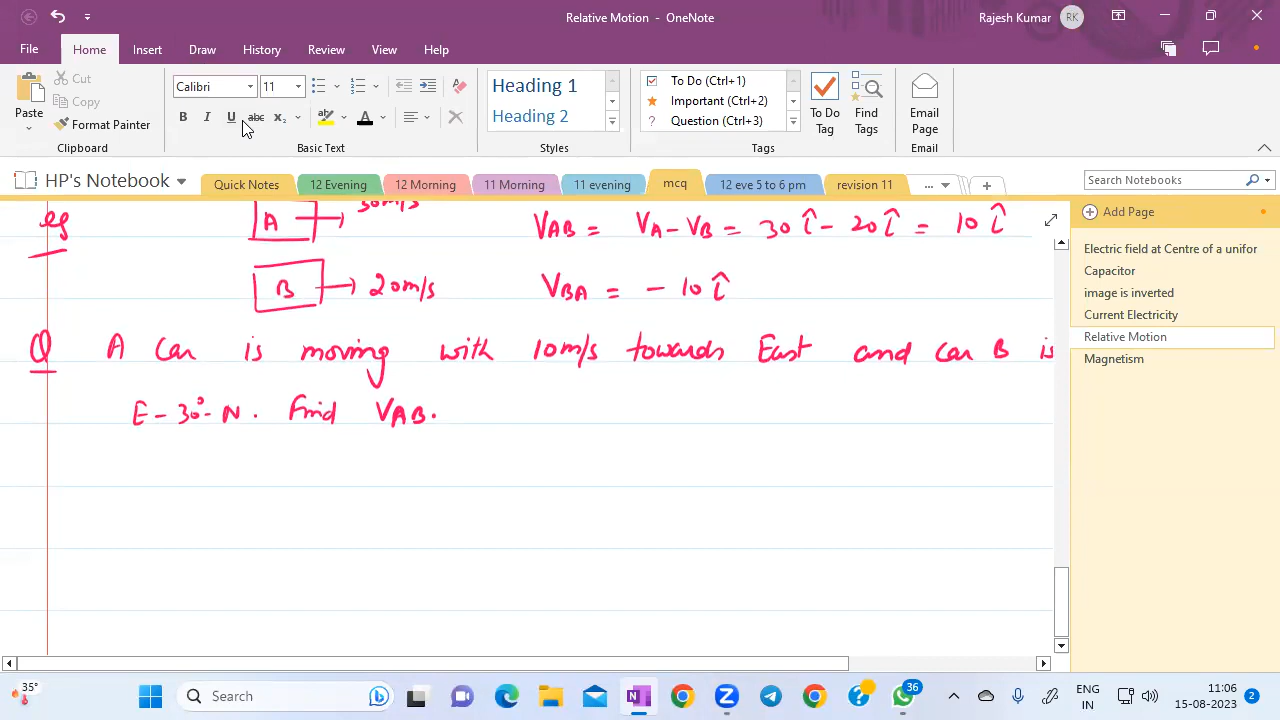 Relative Motion - OneNote
Rajesh Kumar RK
File Home Insert Draw History Review View Help
Paste
Cut
Copy
Format Painter
Clipboard
Calibri 11
B I U abc x₂ A
Basic Text
Heading 1
Heading 2
Styles
To Do (Ctrl+1)
Important (Ctrl+2)
? Question (Ctrl+3)
Tags
To Do Tag
Find Tags
Email Page
Email
HP's Notebook
Quick Notes 12 Evening 12 Morning 11 Morning 11 evening mcq 12 eve 5 to 6 pm revision 11 ...
Search Notebooks
Add Page
Electric field at Centre of a unifor
Capacitor
image is inverted
Current Electricity
Relative Motion
Magnetism
eg A → 30m/s VAB = VA - VB = 30 î - 20 î = 10 î
B → 20m/s VBA = - 10 î
Q A Car is moving with 10m/s towards East and Car B is
E - 30° - N. Find VAB.
35°
Search
36
ENG
IN
11:06
15-08-2023
2